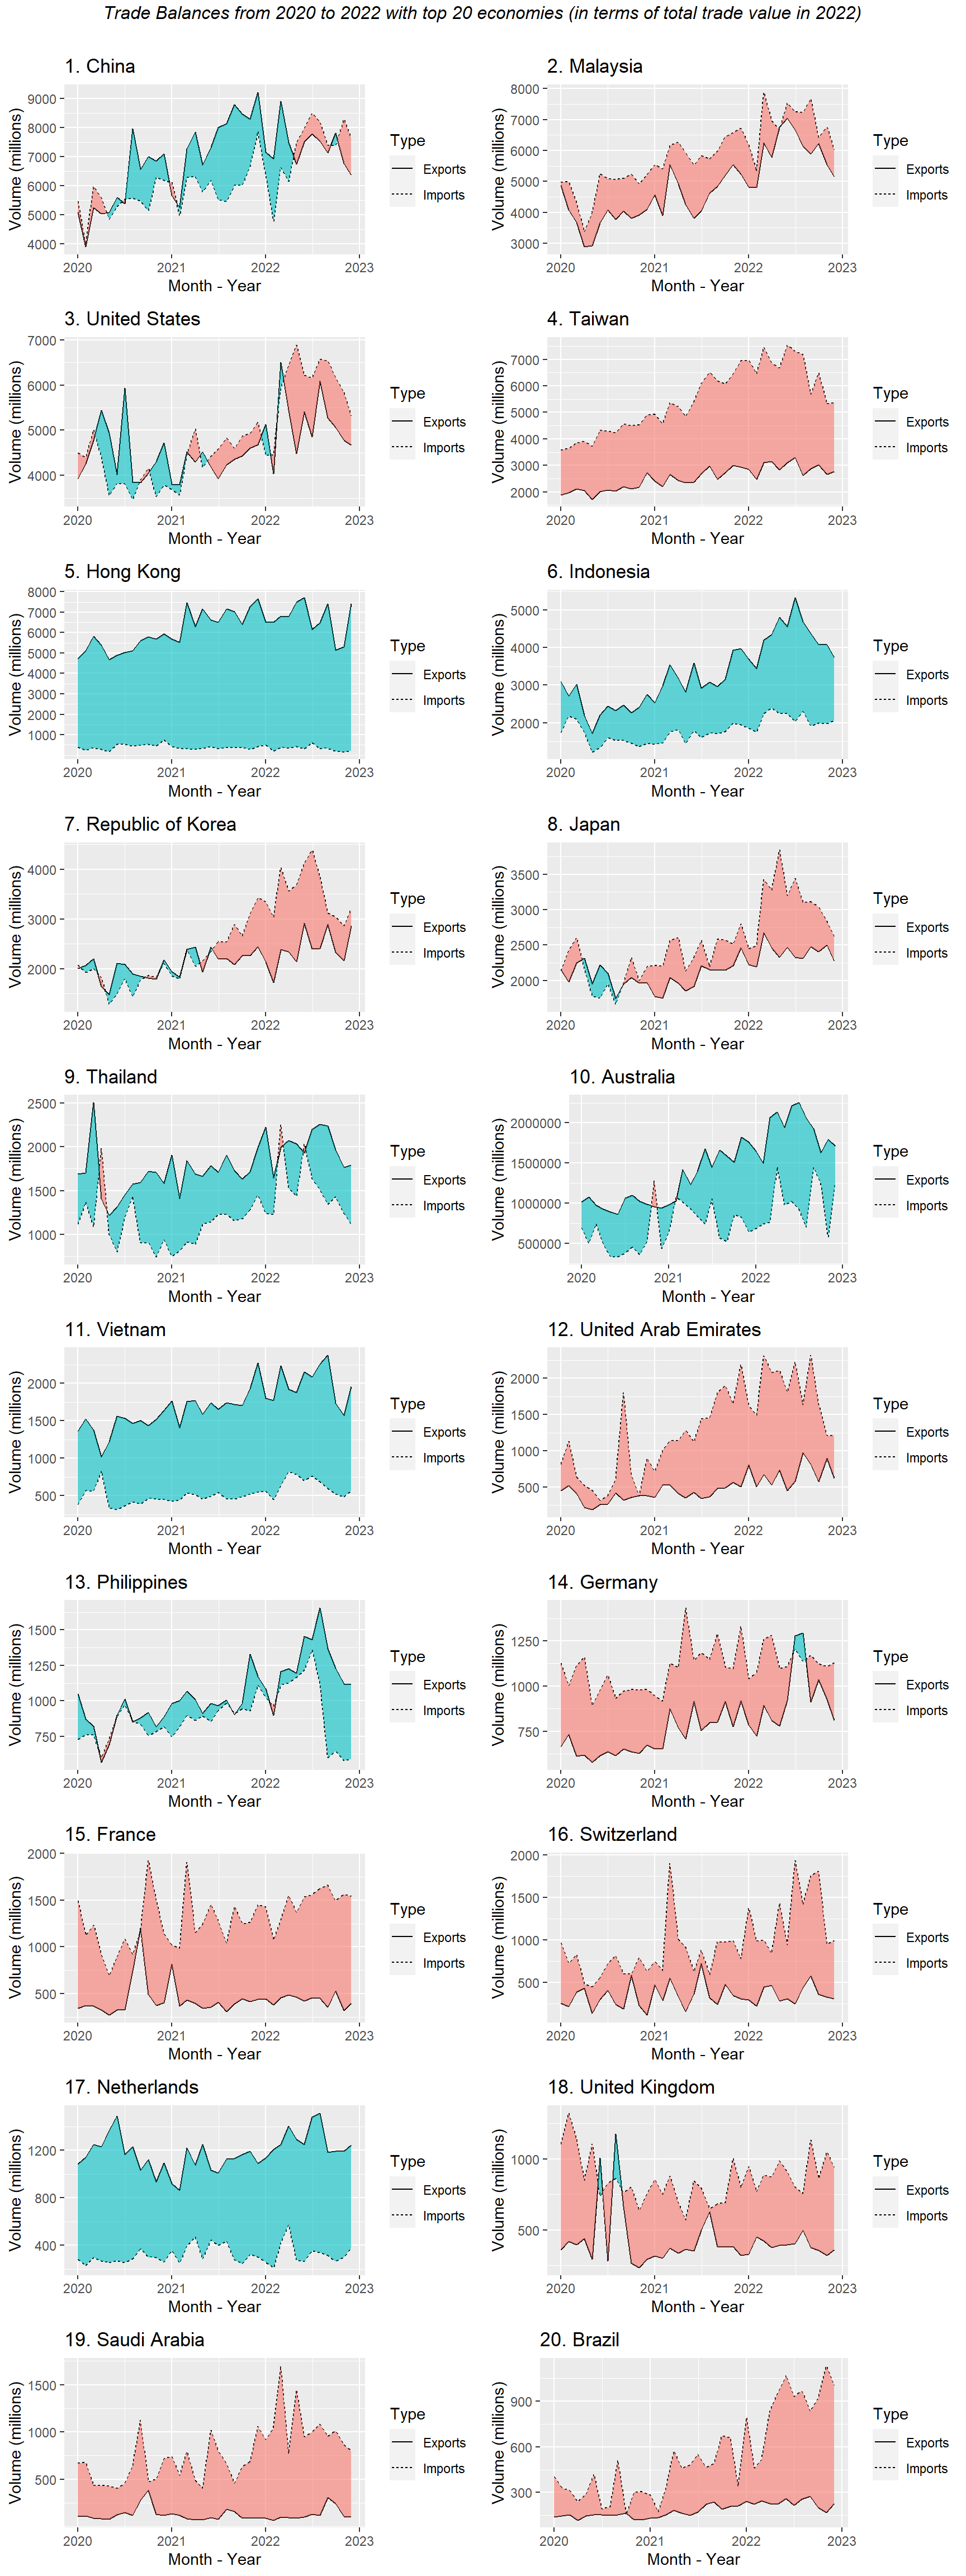 Trade Balances from 2020 to 2022 with top 20 economies (in terms of total trade value in 2022)
1. China
Volume (millions)
9000
8000
7000
6000
5000
4000
2020 2021 2022 2023
Month - Year
Type
Exports
Imports
2. Malaysia
Volume (millions)
8000
7000
6000
5000
4000
3000
2020 2021 2022 2023
Month - Year
Type
Exports
Imports
3. United States
Volume (millions)
7000
6000
5000
4000
2020 2021 2022 2023
Month - Year
Type
Exports
Imports
4. Taiwan
Volume (millions)
7000
6000
5000
4000
3000
2000
2020 2021 2022 2023
Month - Year
Type
Exports
Imports
5. Hong Kong
Volume (millions)
8000
7000
6000
5000
4000
3000
2000
1000
2020 2021 2022 2023
Month - Year
Type
Exports
Imports
6. Indonesia
Volume (millions)
5000
4000
3000
2000
2020 2021 2022 2023
Month - Year
Type
Exports
Imports
7. Republic of Korea
Volume (millions)
4000
3000
2000
2020 2021 2022 2023
Month - Year
Type
Exports
Imports
8. Japan
Volume (millions)
3500
3000
2500
2000
2020 2021 2022 2023
Month - Year
Type
Exports
Imports
9. Thailand
Volume (millions)
2500
2000
1500
1000
2020 2021 2022 2023
Month - Year
Type
Exports
Imports
10. Australia
Volume (millions)
2000000
1500000
1000000
500000
2020 2021 2022 2023
Month - Year
Type
Exports
Imports
11. Vietnam
Volume (millions)
2000
1500
1000
500
2020 2021 2022 2023
Month - Year
Type
Exports
Imports
12. United Arab Emirates
Volume (millions)
2000
1500
1000
500
2020 2021 2022 2023
Month - Year
Type
Exports
Imports
13. Philippines
Volume (millions)
1500
1250
1000
750
2020 2021 2022 2023
Month - Year
Type
Exports
Imports
14. Germany
Volume (millions)
1250
1000
750
2020 2021 2022 2023
Month - Year
Type
Exports
Imports
15. France
Volume (millions)
2000
1500
1000
500
2020 2021 2022 2023
Month - Year
Type
Exports
Imports
16. Switzerland
Volume (millions)
2000
1500
1000
500
2020 2021 2022 2023
Month - Year
Type
Exports
Imports
17. Netherlands
Volume (millions)
1200
800
400
2020 2021 2022 2023
Month - Year
Type
Exports
Imports
18. United Kingdom
Volume (millions)
1000
500
2020 2021 2022 2023
Month - Year
Type
Exports
Imports
19. Saudi Arabia
Volume (millions)
1500
1000
500
2020 2021 2022 2023
Month - Year
Type
Exports
Imports
20. Brazil
Volume (millions)
900
600
300
2020 2021 2022 2023
Month - Year
Type
Exports
Imports